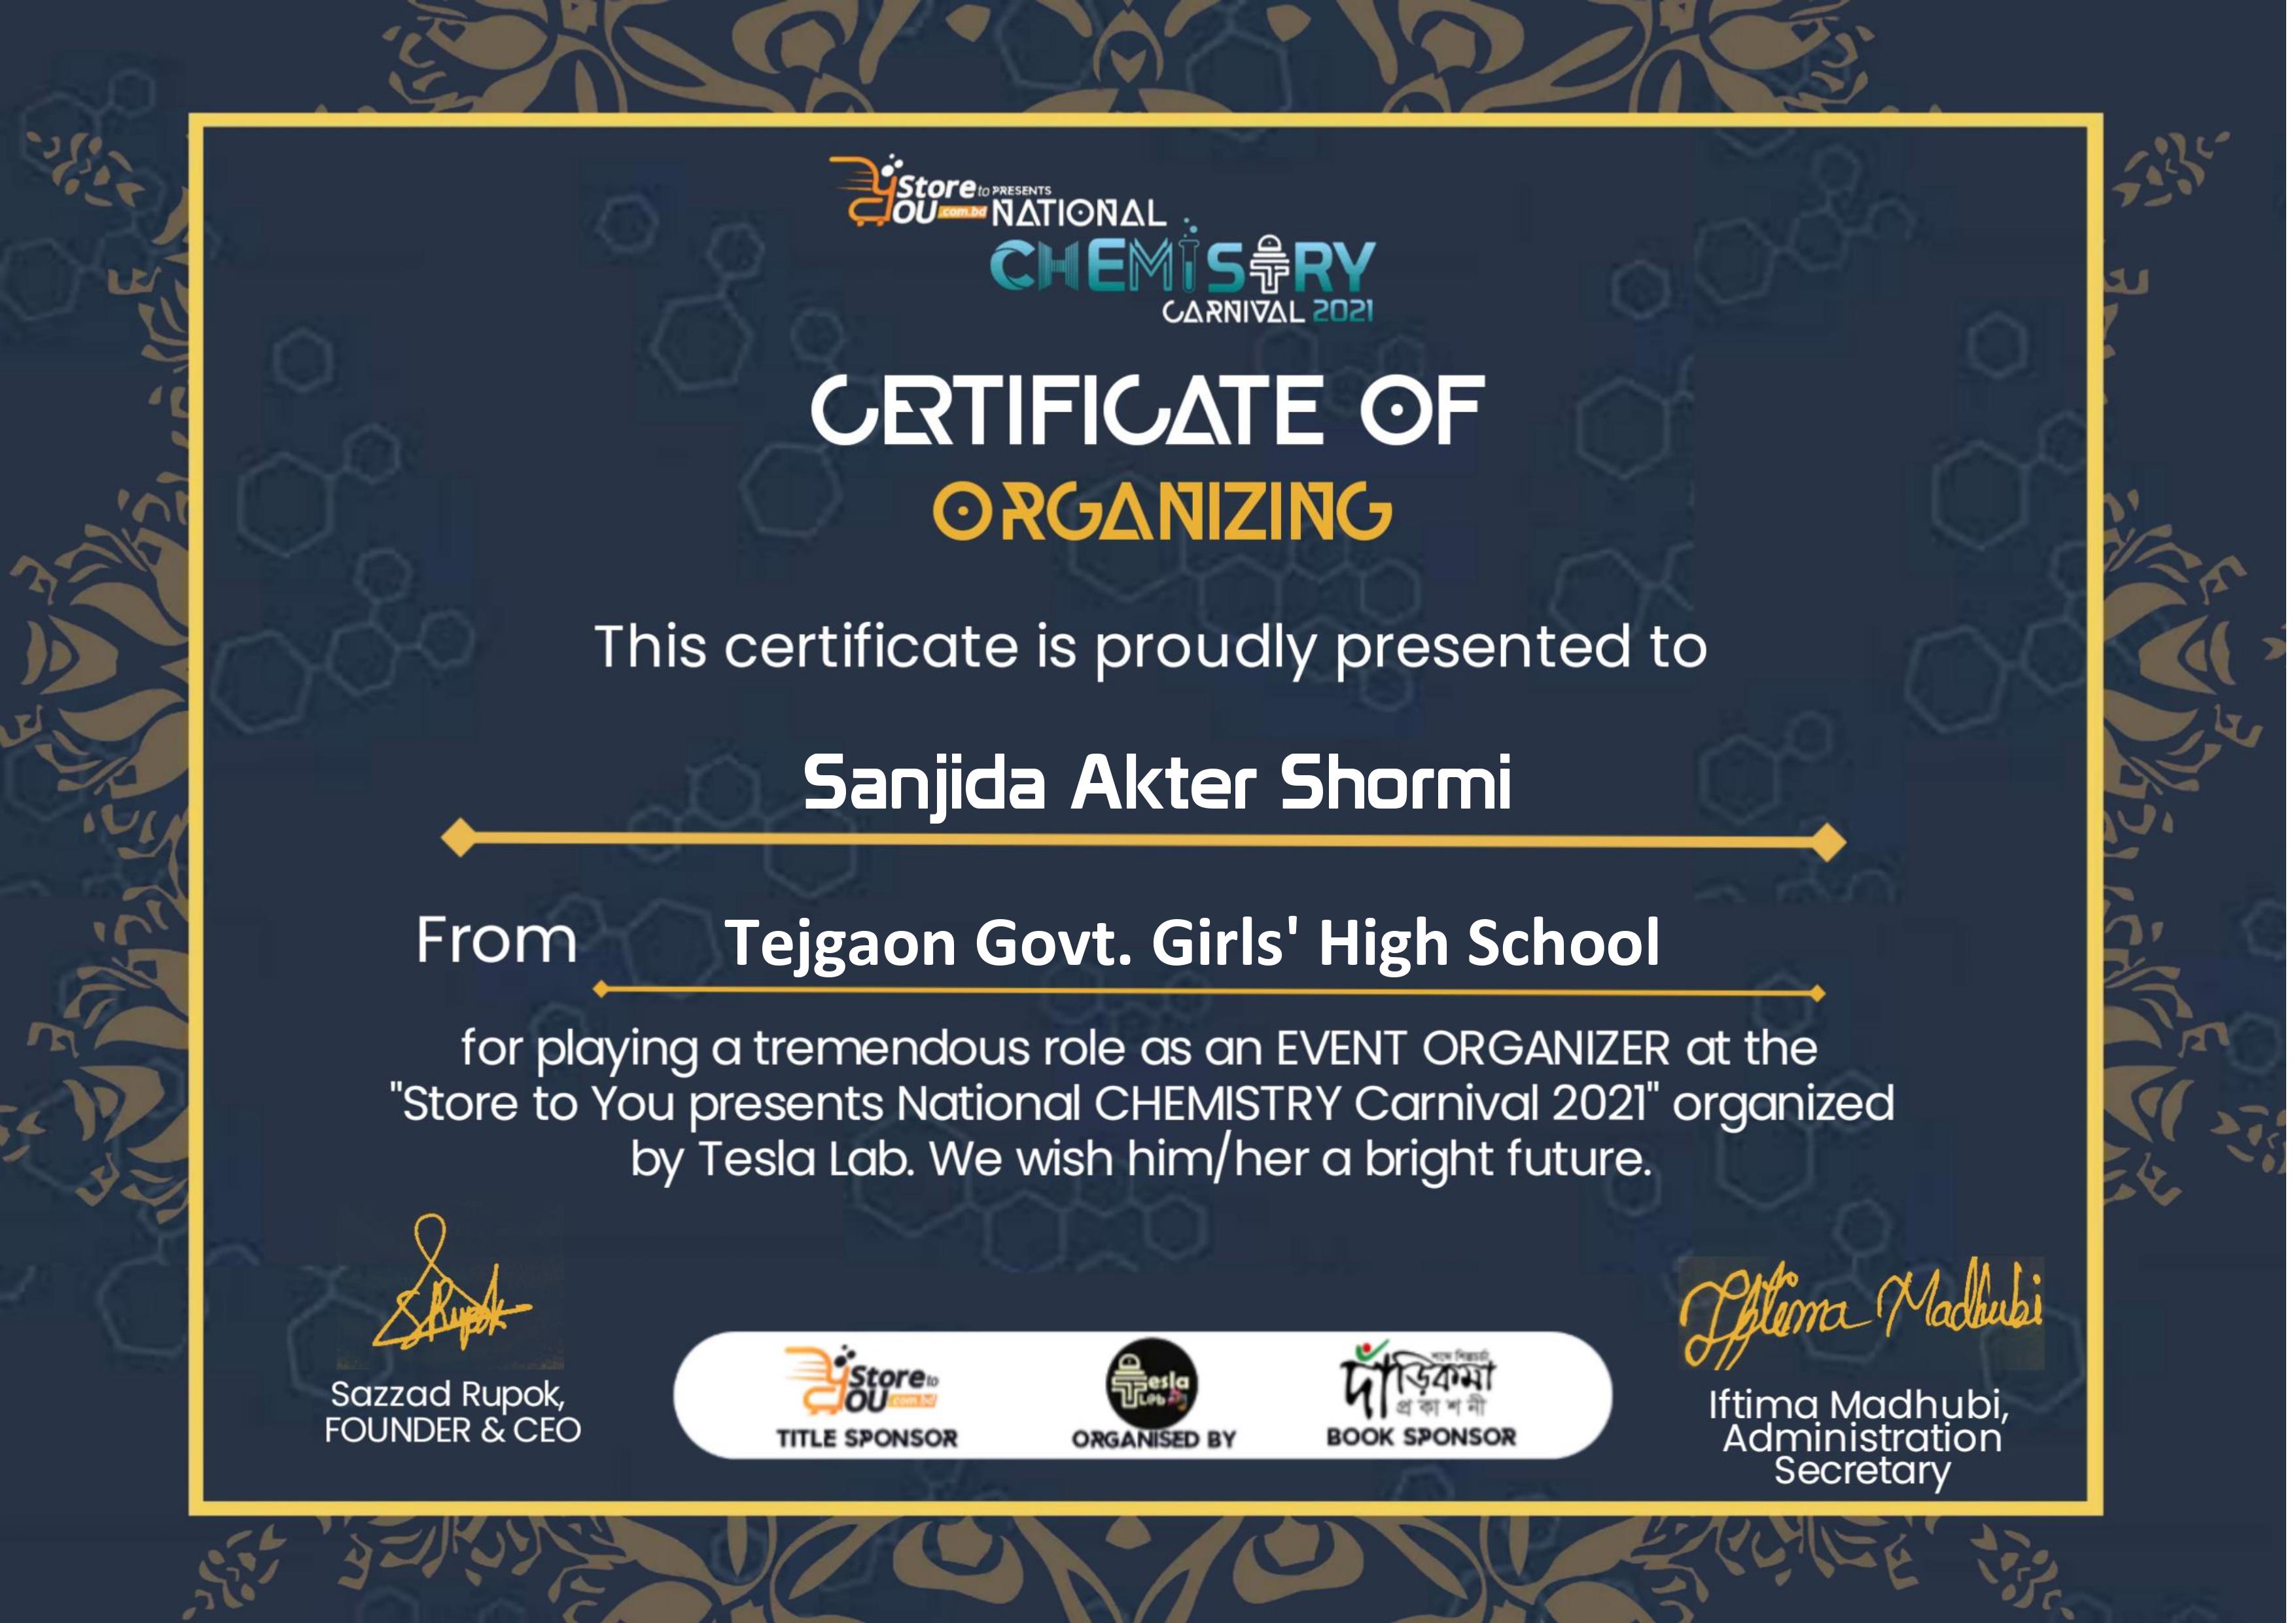 Store to PRESENTS
YOU .com.bd NATIONAL
CHEMISTRY
CARNIVAL 2021
CERTIFICATE OF
ORGANIZING
This certificate is proudly presented to
Sanjida Akter Shormi
From Tejgaon Govt. Girls' High School
for playing a tremendous role as an EVENT ORGANIZER at the
"Store to You presents National CHEMISTRY Carnival 2021" organized
by Tesla Lab. We wish him/her a bright future.
SRupok
Iftima Madhubi
Sazzad Rupok,
FOUNDER & CEO
Store to
YOU .com.bd
TITLE SPONSOR
Tesla
Lab
ORGANISED BY
দাঁড়িকমা
প্রকাশনী
BOOK SPONSOR
Iftima Madhubi,
Administration
Secretary